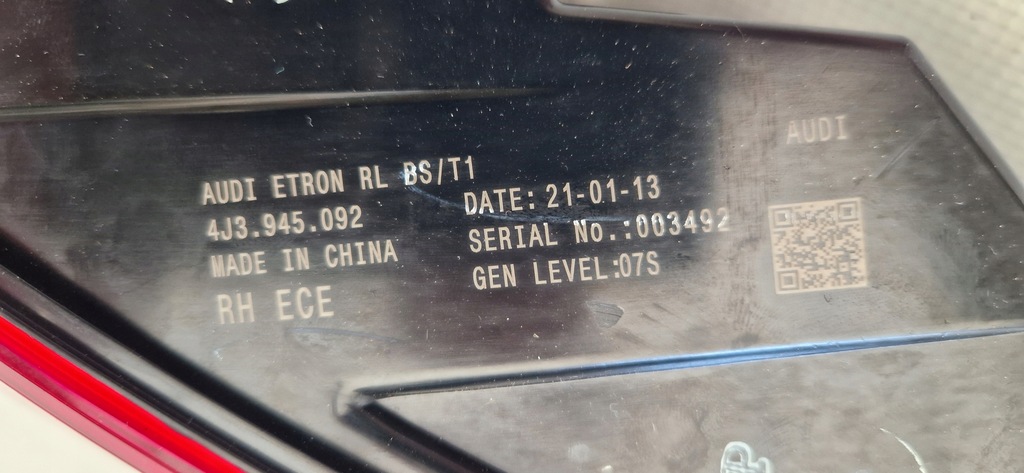 AUDI ETRON RL BS/T1
4J3.945.092
MADE IN CHINA
RH ECE
DATE: 21-01-13
SERIAL No.:003492
GEN LEVEL:07S
AUDI